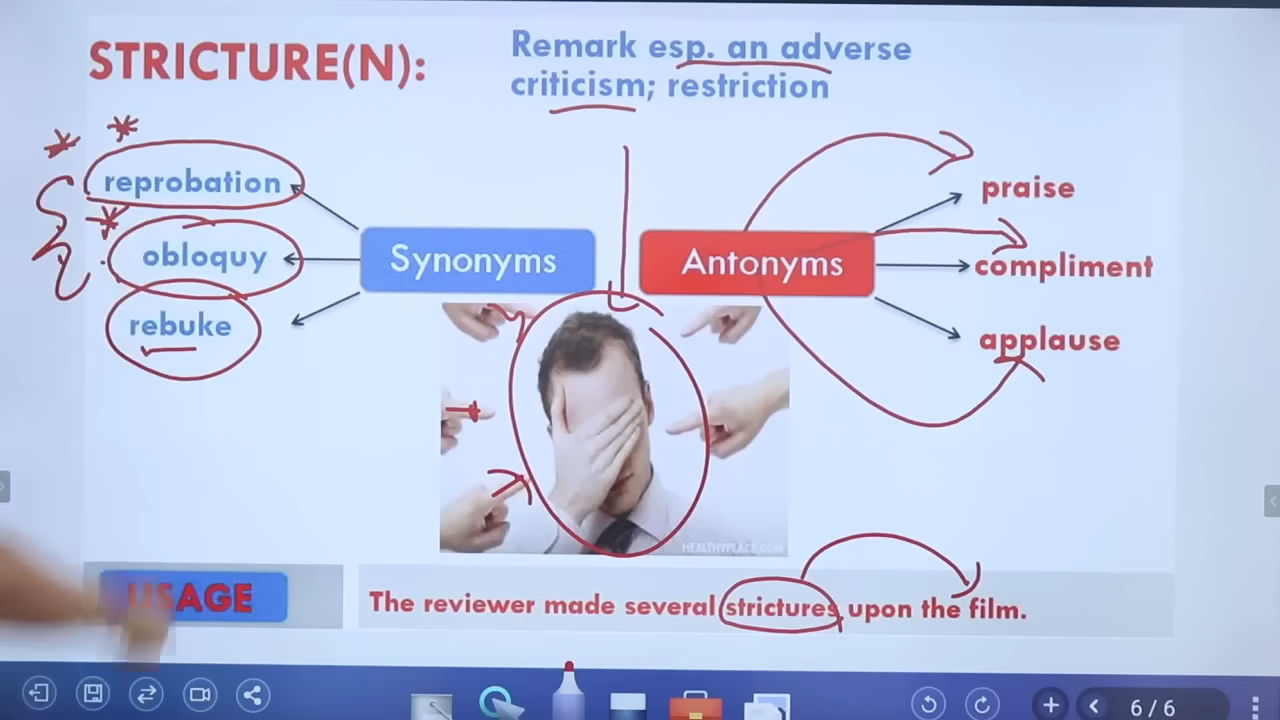 STRICTURE(N):
Remark esp. an adverse
criticism; restriction
reprobation
obloquy
rebuke
Synonyms
Antonyms
praise
compliment
applause
HEALTHYPLACE.COM
USAGE
The reviewer made several strictures upon the film.
6/6